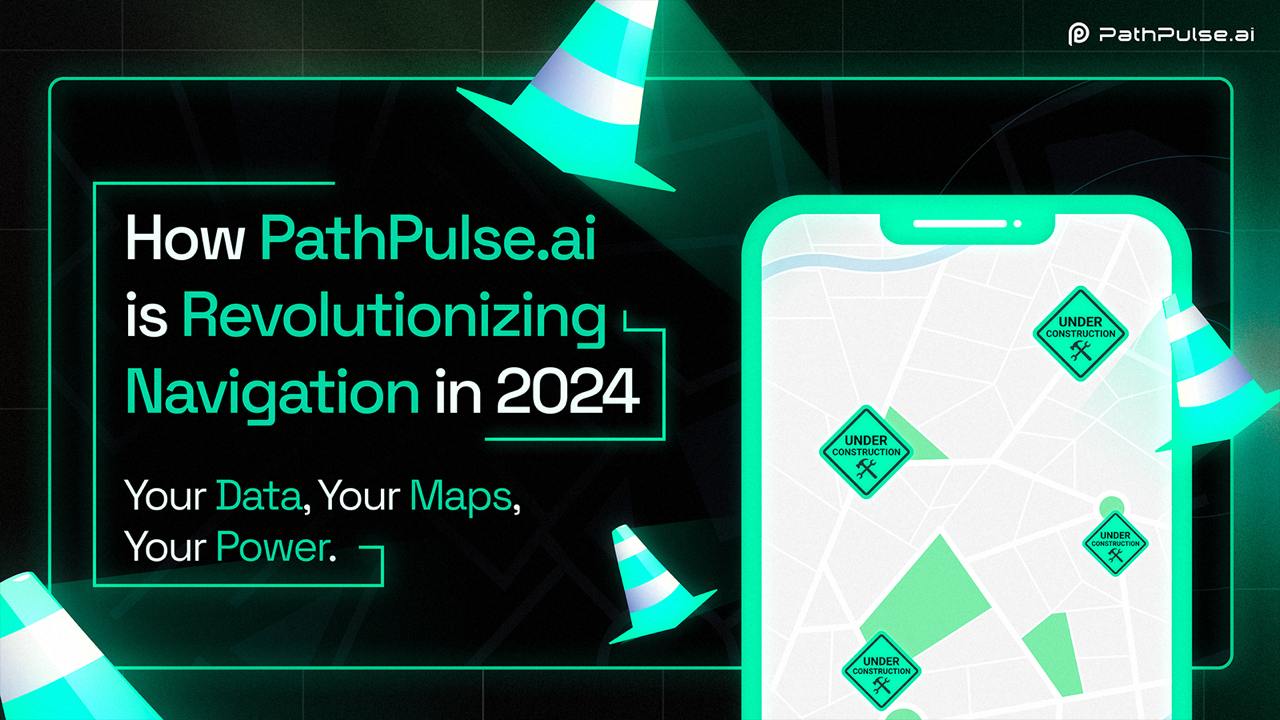 PathPulse.ai
How PathPulse.ai
is Revolutionizing
Navigation in 2024
Your Data, Your Maps,
Your Power.
UNDER
CONSTRUCTION
UNDER
CONSTRUCTION
UNDER
CONSTRUCTION
UNDER
CONSTRUCTION